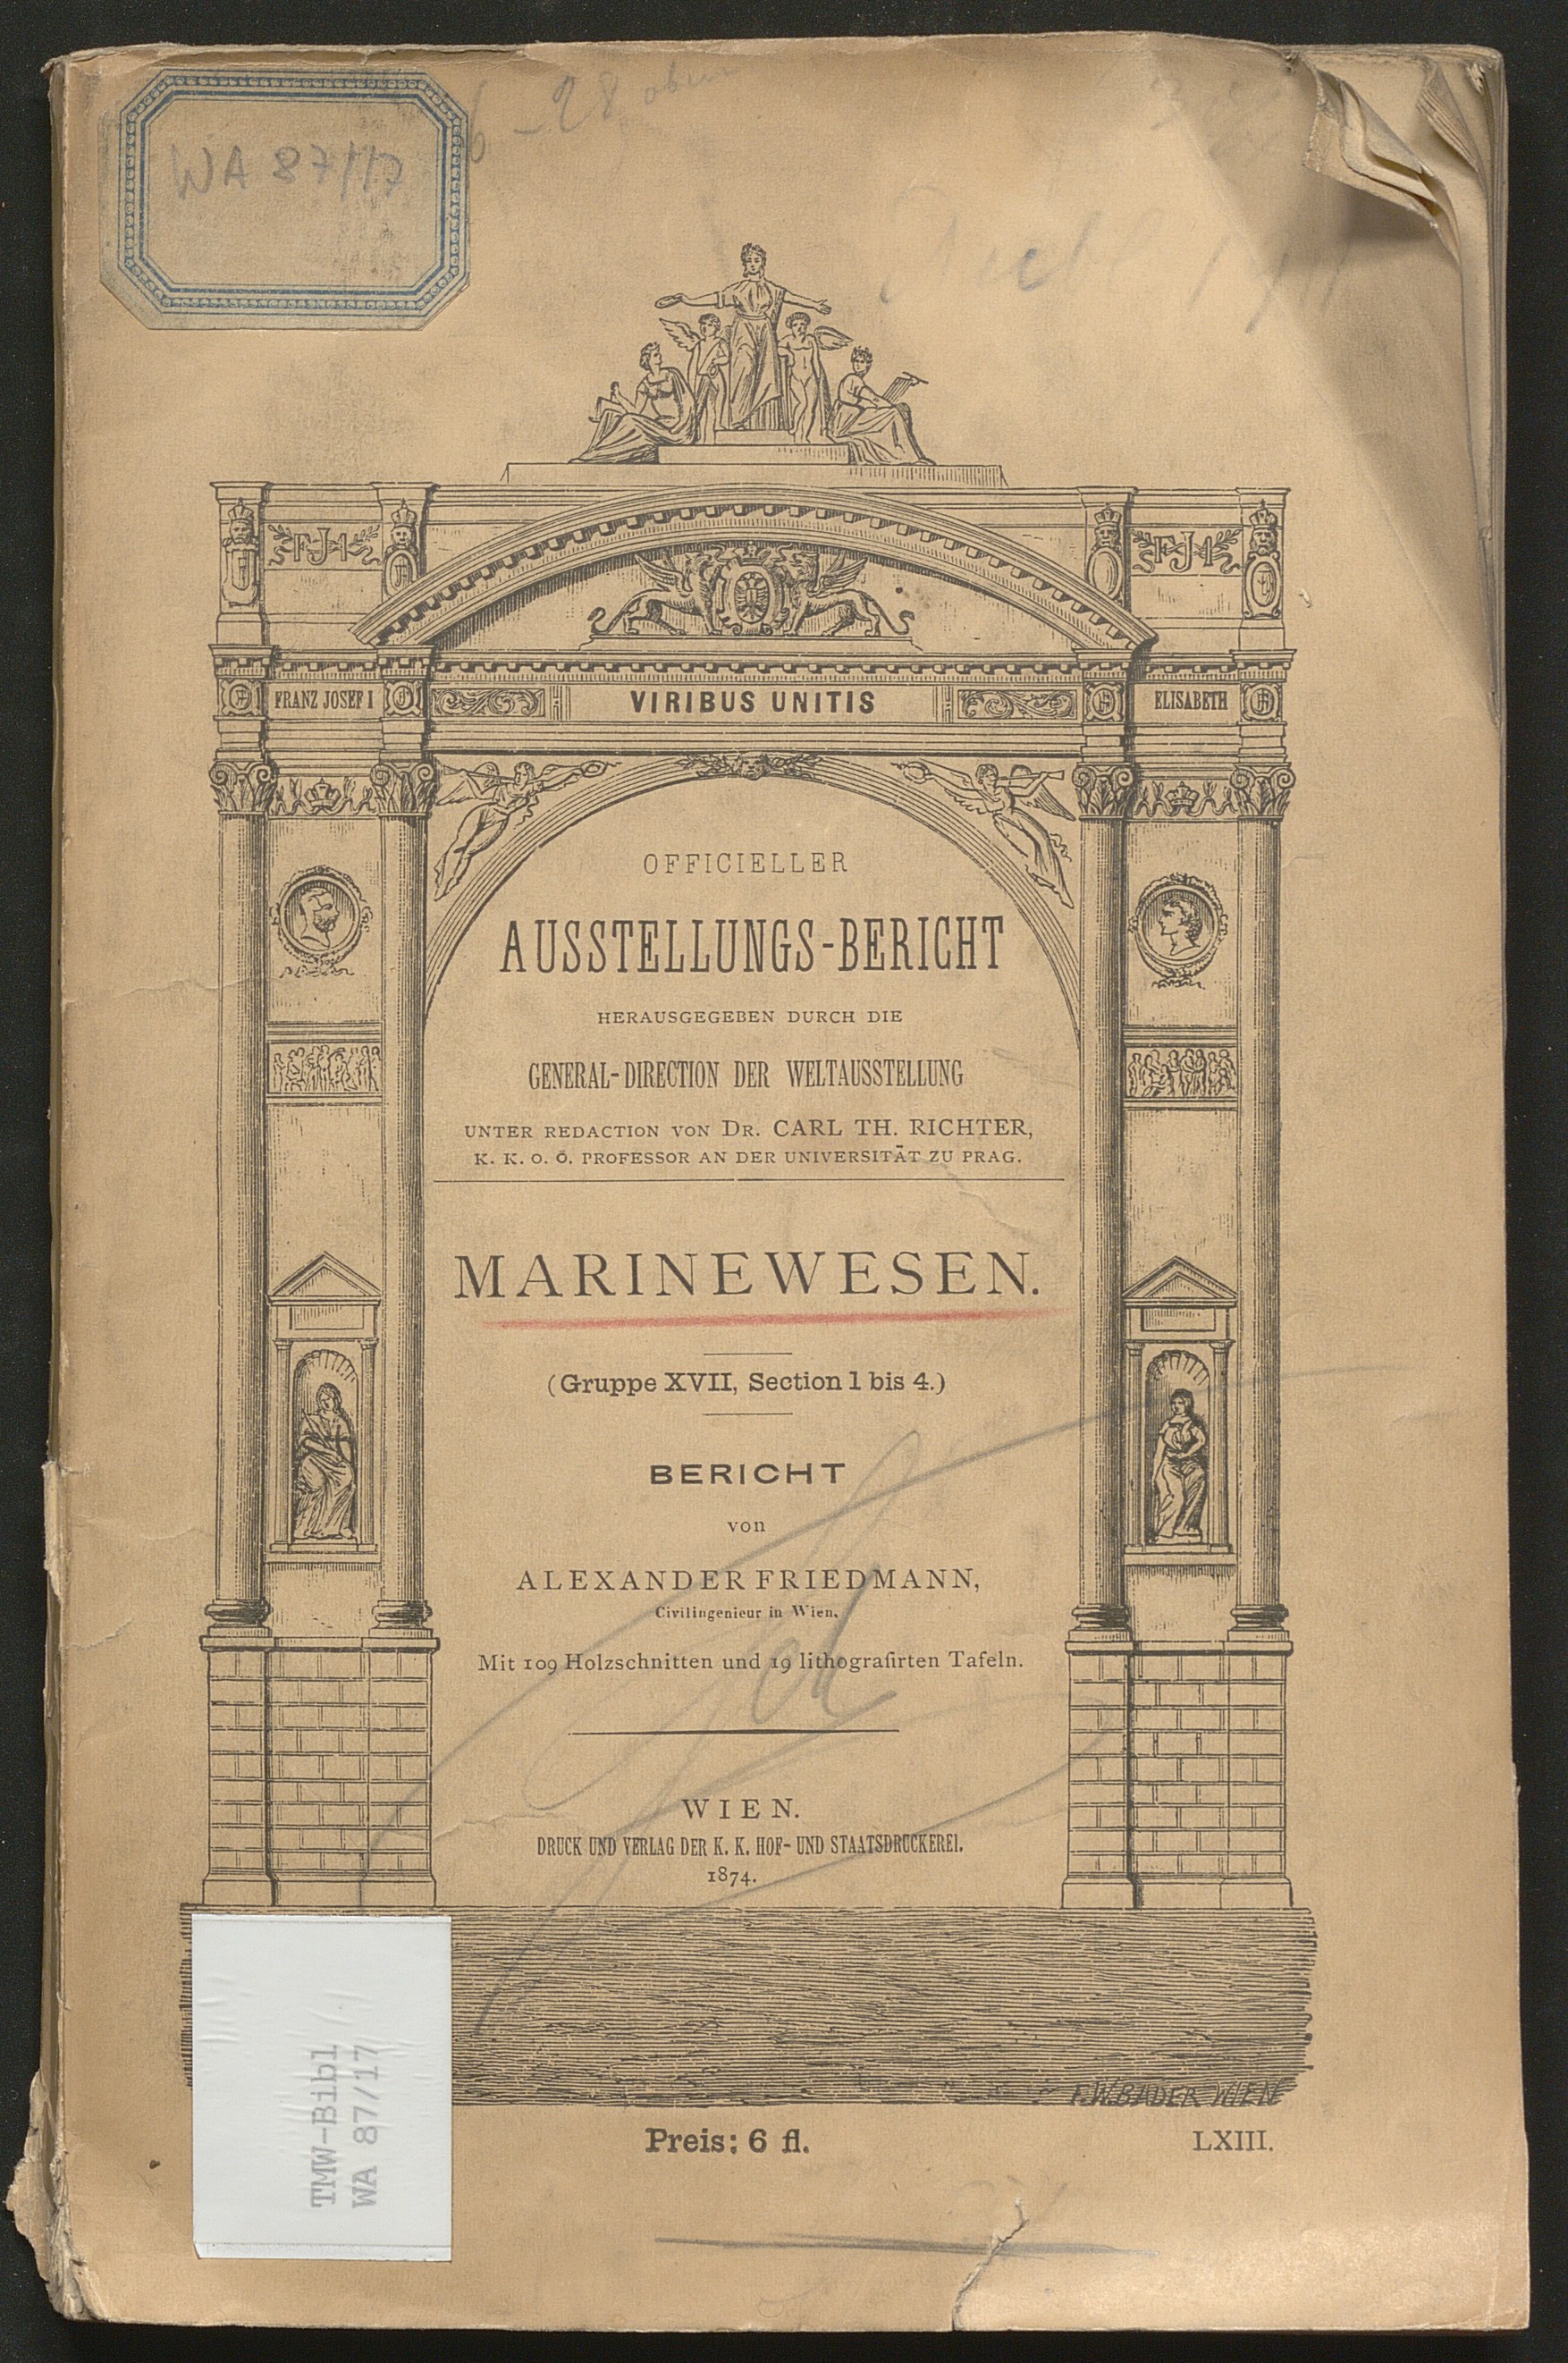 WA 87/17
FJ1
FJ1
FRANZ JOSEF I
VIRIBUS UNITIS
ELISABETH
OFFICIELLER
AUSSTELLUNGS-BERICHT
HERAUSGEGEBEN DURCH DIE
GENERAL-DIRECTION DER WELTAUSSTELLUNG
UNTER REDACTION VON DR. CARL TH. RICHTER,
K. K. O. Ö. PROFESSOR AN DER UNIVERSITÄT ZU PRAG.
MARINEWESEN.
(Gruppe XVII, Section 1 bis 4.)
BERICHT
von
ALEXANDER FRIEDMANN,
Civilingenieur in Wien.
Mit 109 Holzschnitten und 19 lithografirten Tafeln.
WIEN.
DRUCK UND VERLAG DER K. K. HOF- UND STAATSDRUCKEREI.
1874.
F.W.BADER WIEN
TMW-Bibl
WA 87/17
Preis: 6 fl.
LXIII.